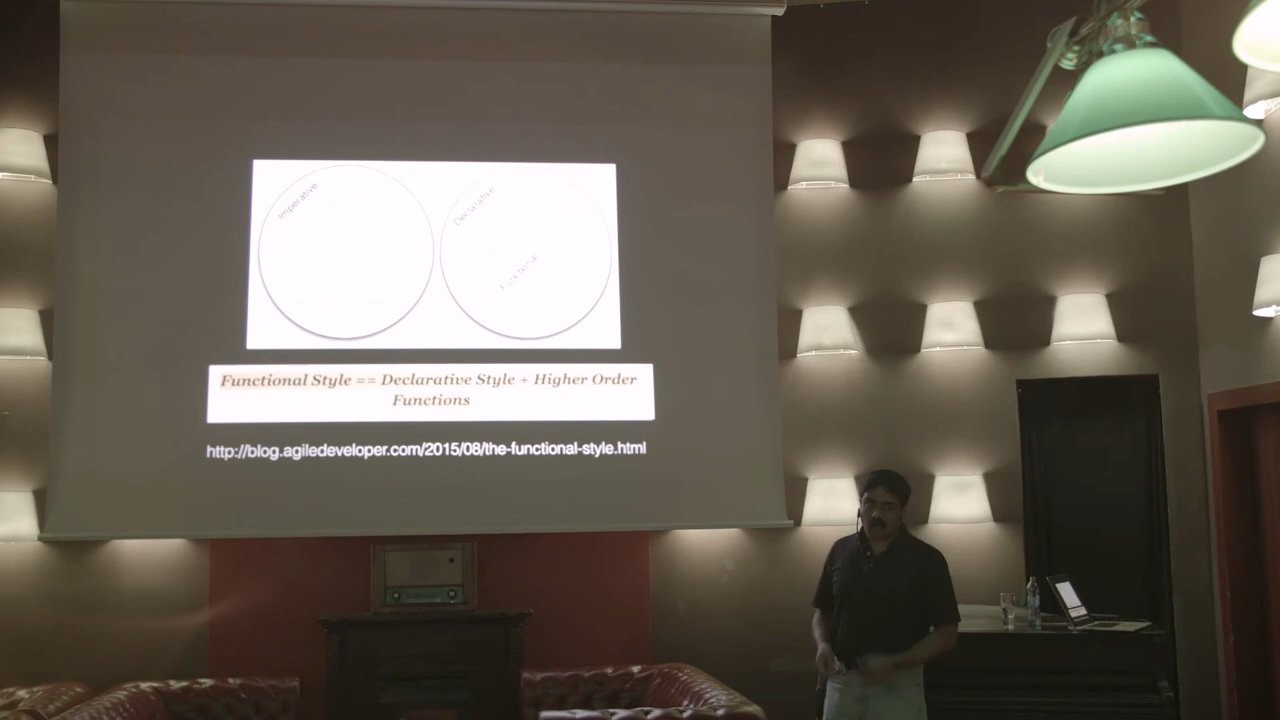 Imperative
Declarative
Functional
Functional Style == Declarative Style + Higher Order
Functions
http://blog.agiledeveloper.com/2015/08/the-functional-style.html